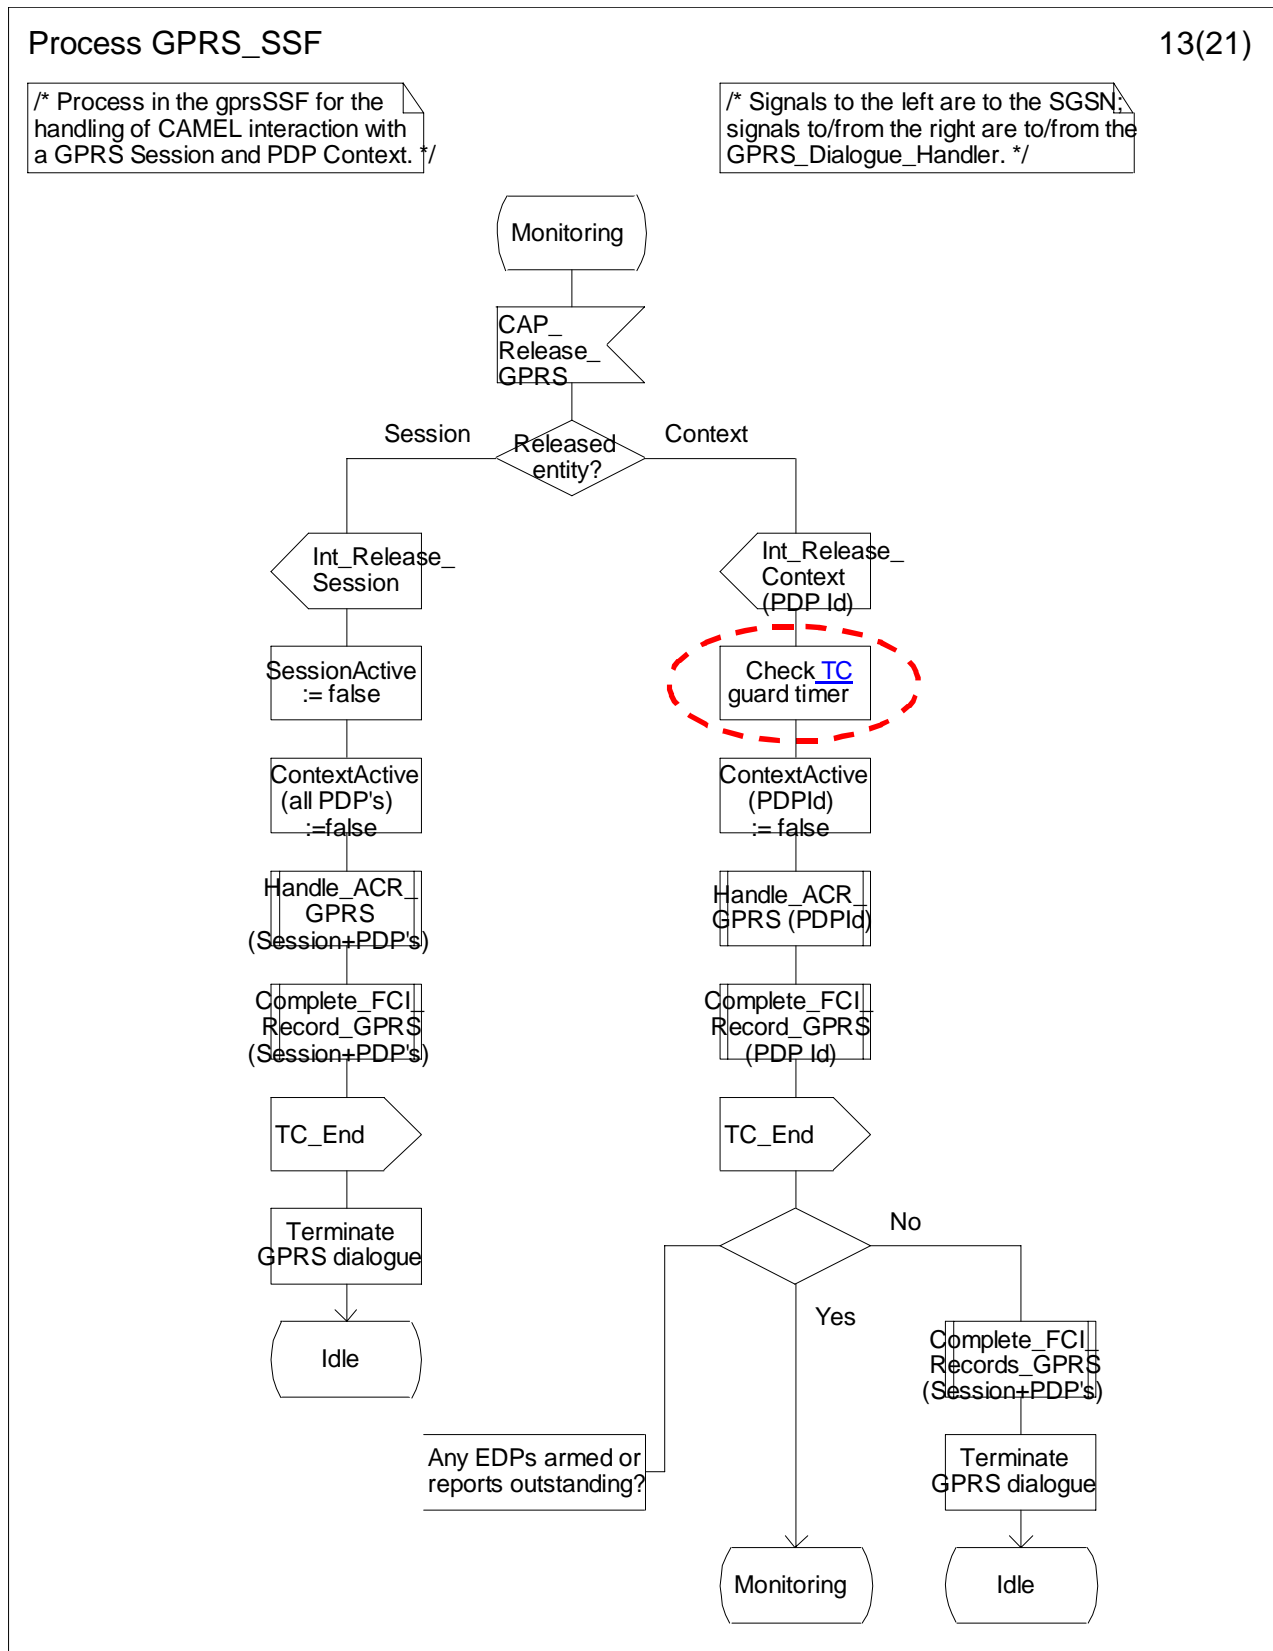 Process GPRS_SSF
13(21)
/* Process in the gprsSSF for the
handling of CAMEL interaction with
a GPRS Session and PDP Context. */
/* Signals to the left are to the SGSN;
signals to/from the right are to/from the
GPRS_Dialogue_Handler. */
Monitoring
CAP_
Release_
GPRS
Released
entity?
Session
Context
Int_Release_
Session
SessionActive
:= false
ContextActive
(all PDP's)
:=false
Handle_ACR_
GPRS
(Session+PDP's)
Complete_FCI_
Record_GPRS
(Session+PDP's)
TC_End
Terminate
GPRS dialogue
Idle
Int_Release_
Context
(PDP Id)
Check TC
guard timer
ContextActive
(PDPId)
:= false
Handle_ACR_
GPRS (PDPId)
Complete_FCI_
Record_GPRS
(PDP Id)
TC_End
No
Yes
Any EDPs armed or
reports outstanding?
Monitoring
Complete_FCI_
Records_GPRS
(Session+PDP's)
Terminate
GPRS dialogue
Idle